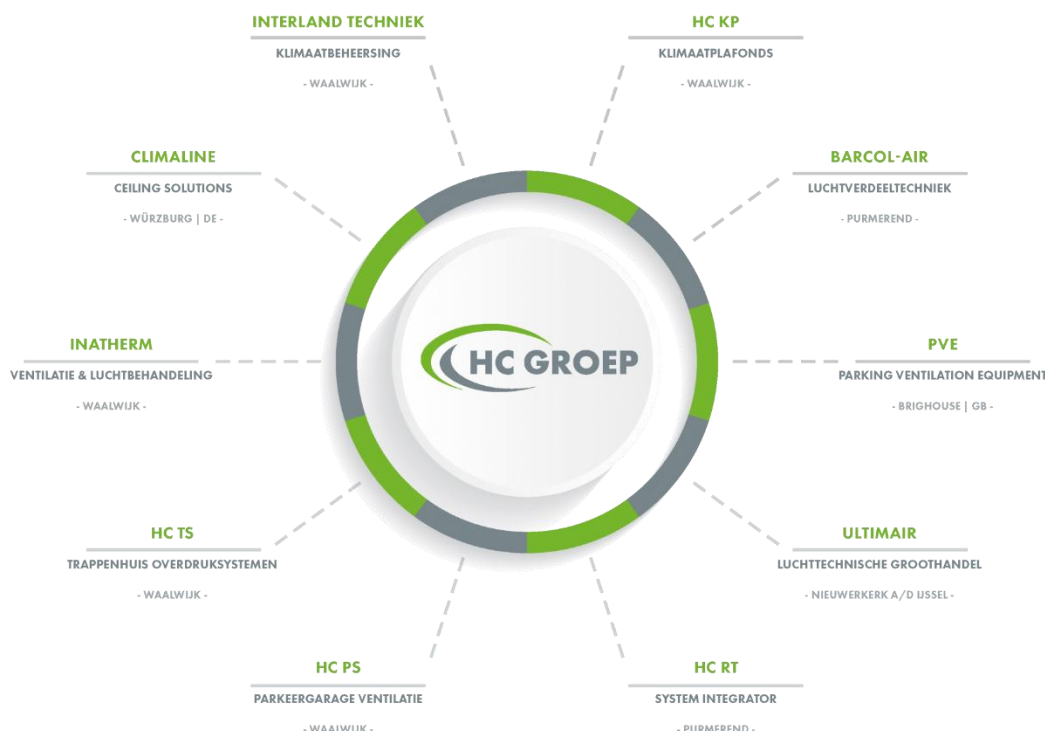 INTERLAND TECHNIEK
KLIMAATBEHEERSING
- WAALWIJK -
HC KP
KLIMAATPLAFONDS
- WAALWIJK -
CLIMALINE
CEILING SOLUTIONS
- WÜRZBURG | DE -
BARCOL-AIR
LUCHTVERDEELTECHNIEK
- PURMEREND -
INATHERM
VENTILATIE & LUCHTBEHANDELING
- WAALWIJK -
HC GROEP
PVE
PARKING VENTILATION EQUIPMENT
- BRIGHOUSE | GB -
HC TS
TRAPPENHUIS OVERDRUKSYSTEMEN
- WAALWIJK -
ULTIMAIR
LUCHTTECHNISCHE GROOTHANDEL
- NIEUWERKERK A/D IJSSEL -
HC PS
PARKEERGARAGE VENTILATIE
- WAALWIJK -
HC RT
SYSTEM INTEGRATOR
- PURMEREND -